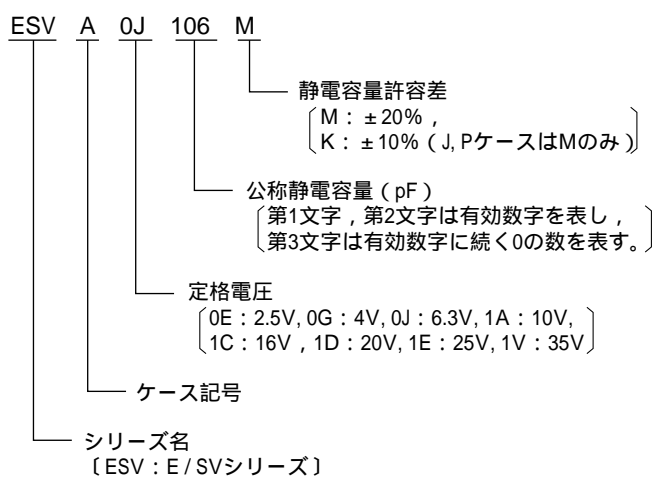 ESV A 0J 106 M
静電容量許容差
M：±20%，
K：±10%（J, PケースはMのみ）
公称静電容量（pF）
第1文字，第2文字は有効数字を表し，
第3文字は有効数字に続く0の数を表す。
定格電圧
0E：2.5V, 0G：4V, 0J：6.3V, 1A：10V,
1C：16V，1D：20V, 1E：25V, 1V：35V
ケース記号
シリーズ名
〔ESV：E/SVシリーズ〕